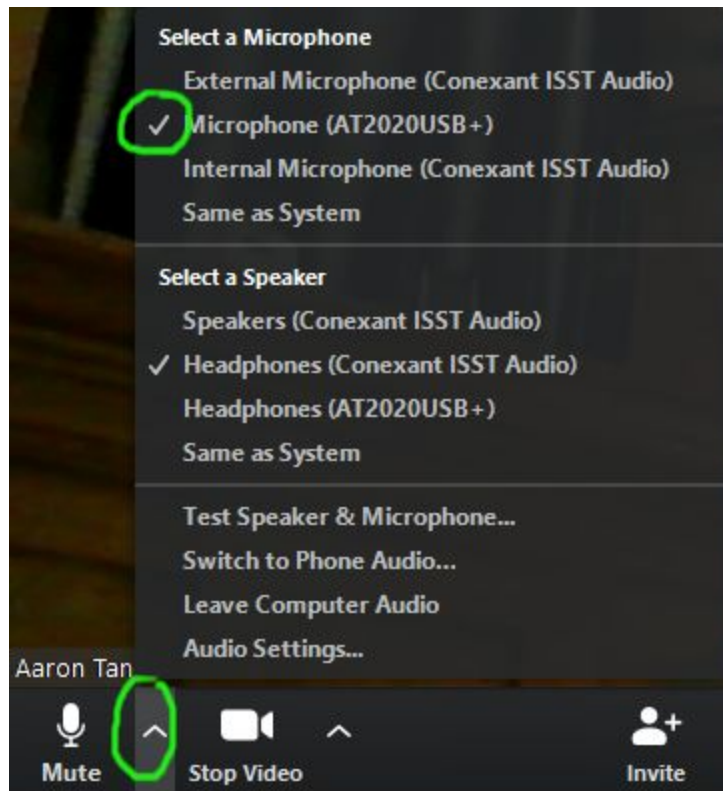 Select a Microphone
External Microphone (Conexant ISST Audio)
Microphone (AT2020USB+)
Internal Microphone (Conexant ISST Audio)
Same as System
Select a Speaker
Speakers (Conexant ISST Audio)
Headphones (Conexant ISST Audio)
Headphones (AT2020USB+)
Same as System
Test Speaker & Microphone...
Switch to Phone Audio...
Leave Computer Audio
Audio Settings...
Aaron Tan
Mute Stop Video Invite